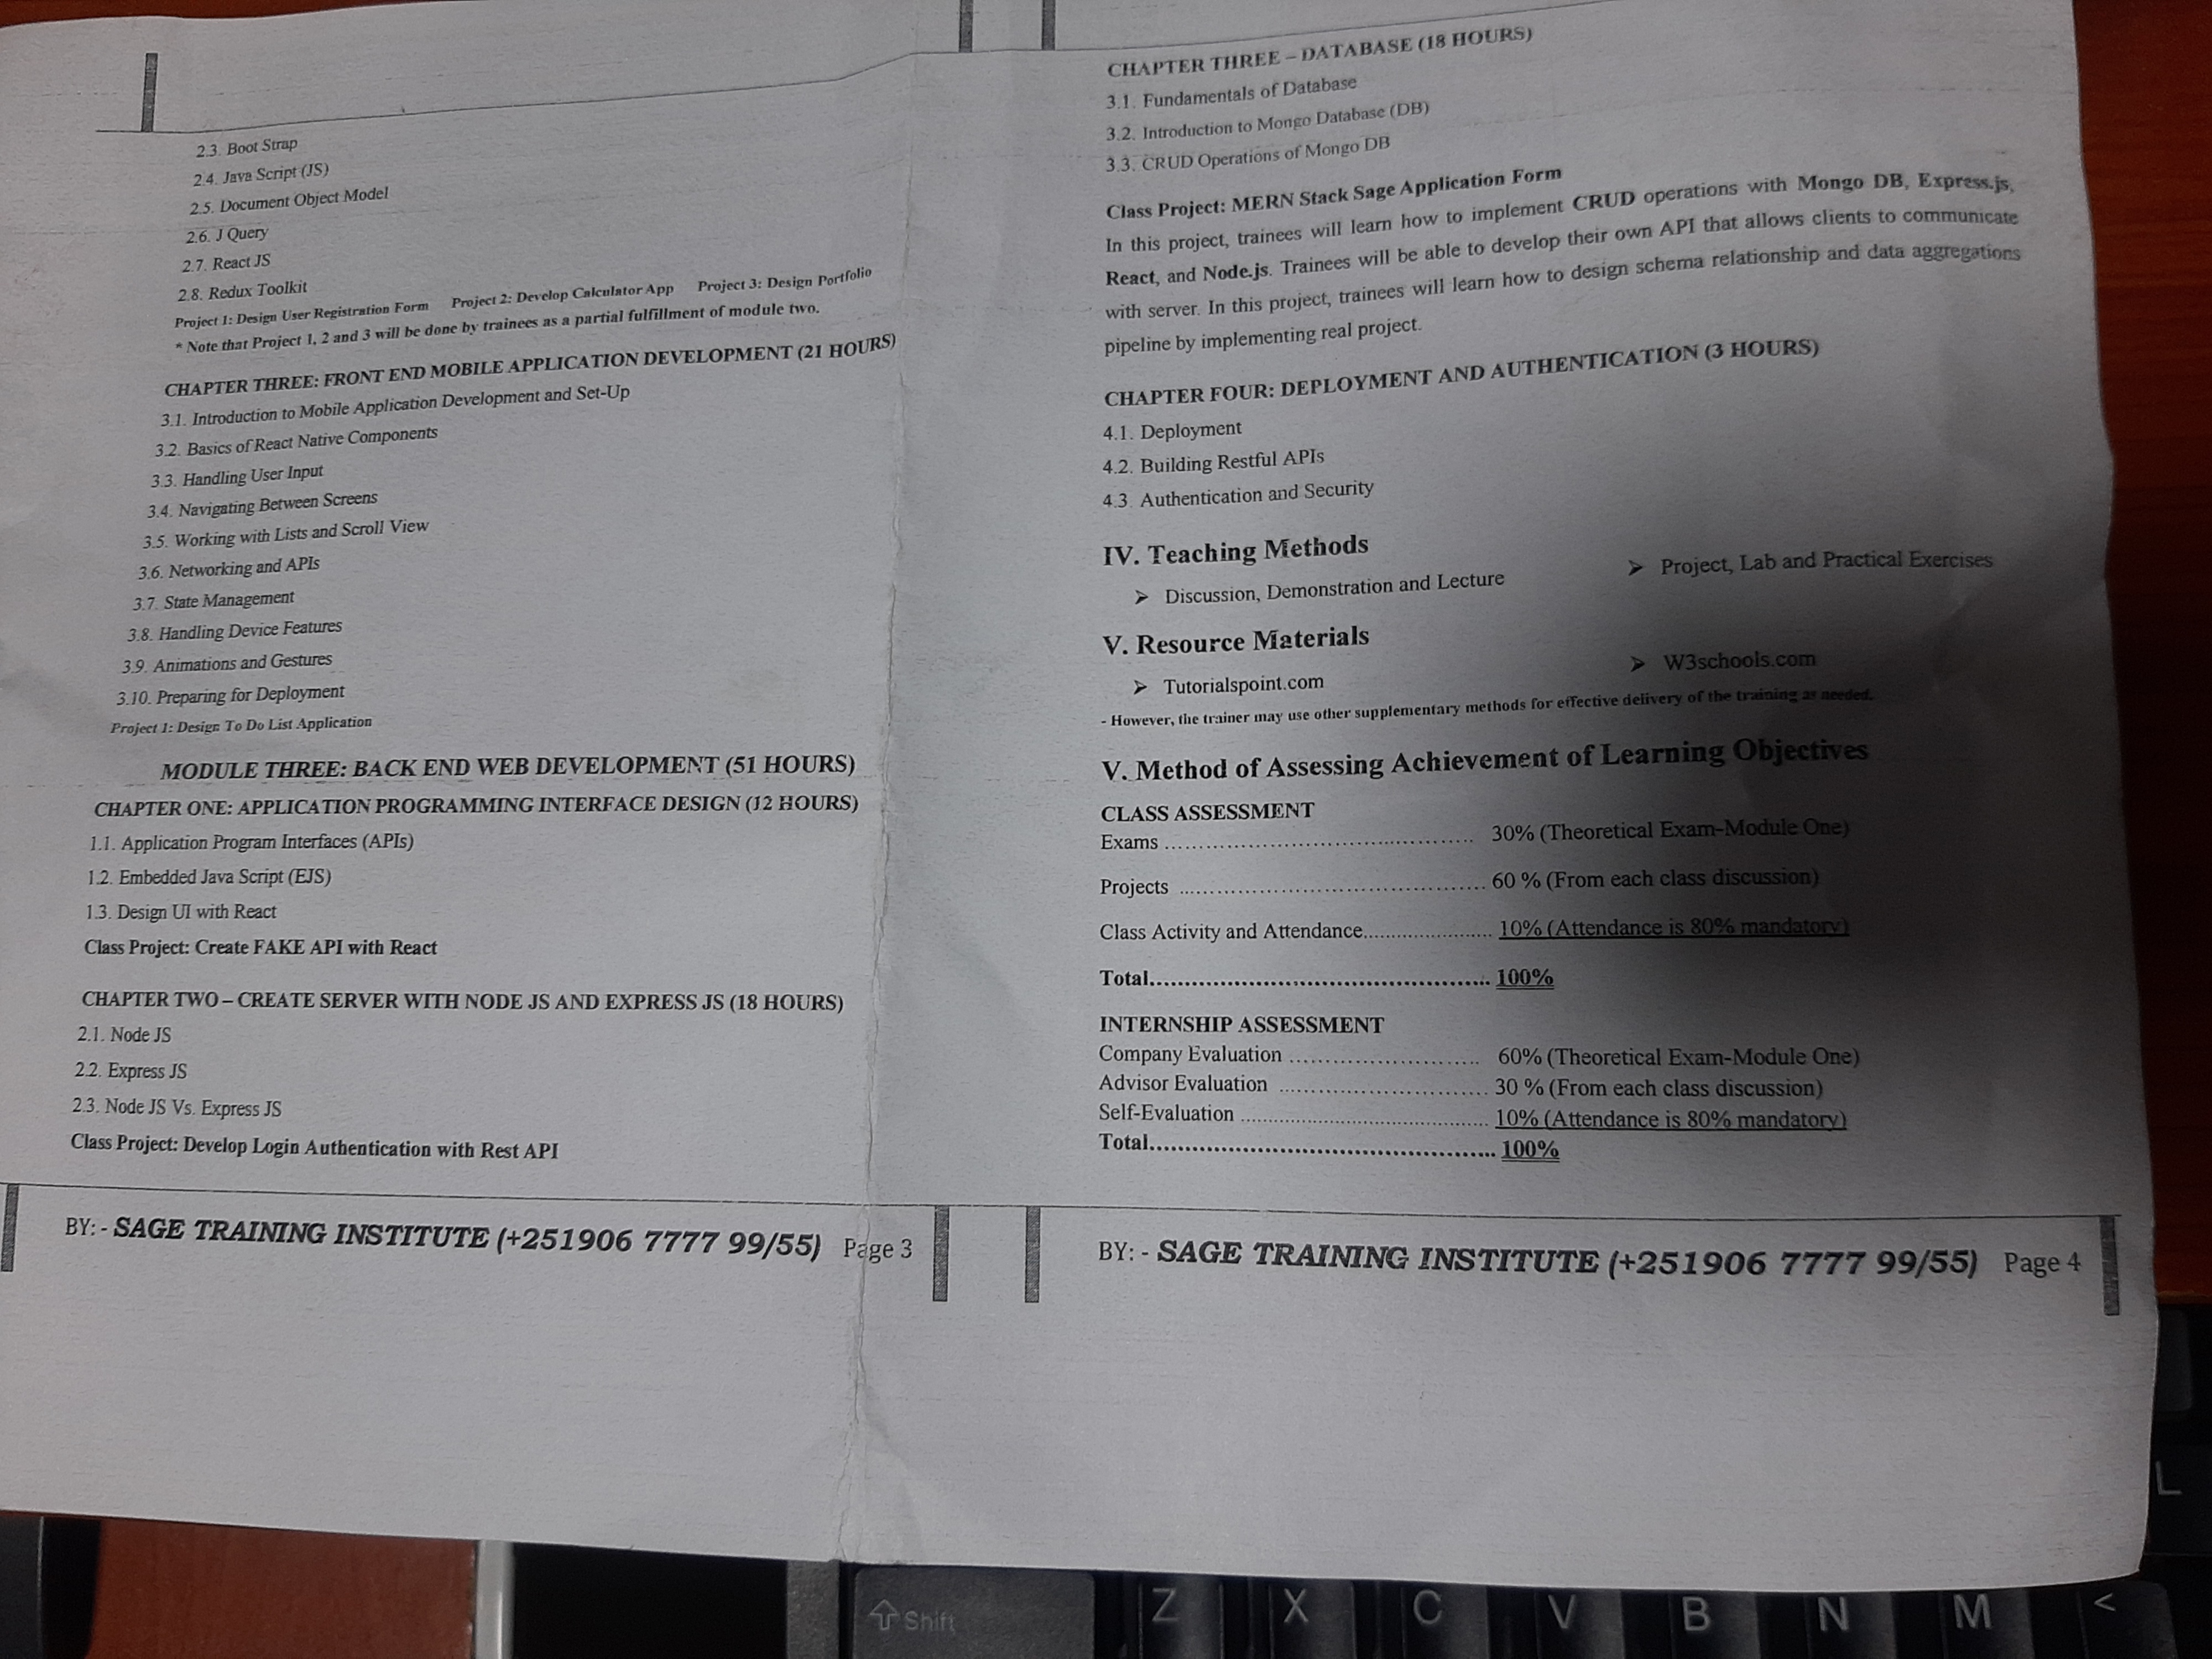 2.3. Boot Strap
2.4. Java Script (JS)
2.5. Document Object Model
2.6. J Query
2.7. React JS
2.8. Redux Toolkit
Project 1: Design User Registration Form Project 2: Develop Calculator App Project 3: Design Portfolio
* Note that Project 1, 2 and 3 will be done by trainees as a partial fulfillment of module two.
CHAPTER THREE: FRONT END MOBILE APPLICATION DEVELOPMENT (21 HOURS)
3.1. Introduction to Mobile Application Development and Set-Up
3.2. Basics of React Native Components
3.3. Handling User Input
3.4. Navigating Between Screens
3.5. Working with Lists and Scroll View
3.6. Networking and APIs
3.7. State Management
3.8. Handling Device Features
3.9. Animations and Gestures
3.10. Preparing for Deployment
Project 1: Design To Do List Application
MODULE THREE: BACK END WEB DEVELOPMENT (51 HOURS)
CHAPTER ONE: APPLICATION PROGRAMMING INTERFACE DESIGN (12 HOURS)
1.1. Application Program Interfaces (APIs)
1.2. Embedded Java Script (EJS)
1.3. Design UI with React
Class Project: Create FAKE API with React
CHAPTER TWO – CREATE SERVER WITH NODE JS AND EXPRESS JS (18 HOURS)
2.1. Node JS
2.2. Express JS
2.3. Node JS Vs. Express JS
Class Project: Develop Login Authentication with Rest API
BY: - SAGE TRAINING INSTITUTE (+251906 7777 99/55) Page 3
CHAPTER THREE – DATABASE (18 HOURS)
3.1. Fundamentals of Database
3.2. Introduction to Mongo Database (DB)
3.3. CRUD Operations of Mongo DB
Class Project: MERN Stack Sage Application Form
In this project, trainees will learn how to implement CRUD operations with Mongo DB, Express.js,
React, and Node.js. Trainees will be able to develop their own API that allows clients to communicate
with server. In this project, trainees will learn how to design schema relationship and data aggregations
pipeline by implementing real project.
CHAPTER FOUR: DEPLOYMENT AND AUTHENTICATION (3 HOURS)
4.1. Deployment
4.2. Building Restful APIs
4.3. Authentication and Security
IV. Teaching Methods
➤ Discussion, Demonstration and Lecture ➤ Project, Lab and Practical Exercises
V. Resource Materials
➤ Tutorialspoint.com ➤ W3schools.com
- However, the trainer may use other supplementary methods for effective delivery of the training as needed.
V. Method of Assessing Achievement of Learning Objectives
CLASS ASSESSMENT
Exams .......................................... 30% (Theoretical Exam-Module One)
Projects .......................................... 60 % (From each class discussion)
Class Activity and Attendance.......................... 10% (Attendance is 80% mandatory)
Total.......................................................... 100%
INTERNSHIP ASSESSMENT
Company Evaluation .......................... 60% (Theoretical Exam-Module One)
Advisor Evaluation .......................... 30 % (From each class discussion)
Self-Evaluation .......................................... 10% (Attendance is 80% mandatory)
Total.......................................................... 100%
BY: - SAGE TRAINING INSTITUTE (+251906 7777 99/55) Page 4
Shift
Z
X
C
V
B
N
M
<
L